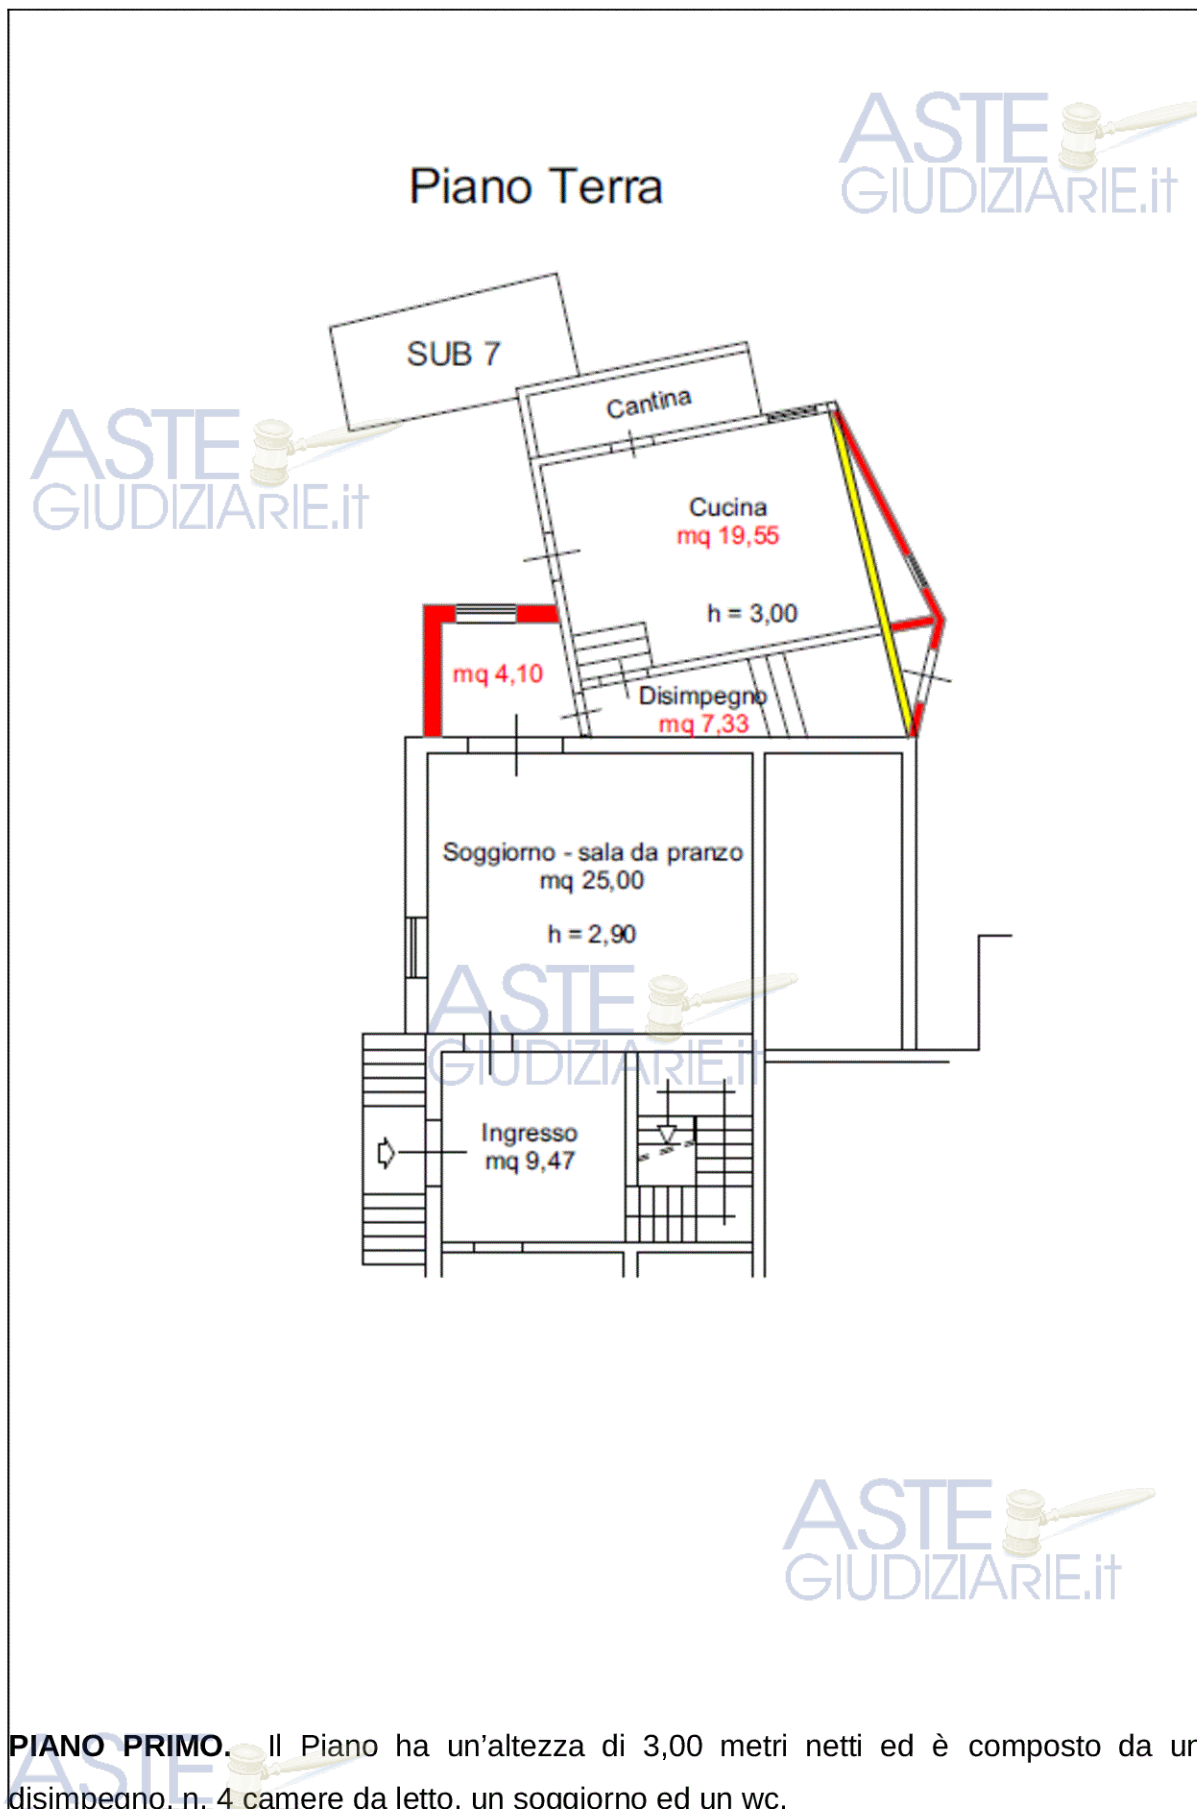 ASTE
GIUDIZIARIE.it
Piano Terra
SUB 7
Cantina
ASTE
GIUDIZIARIE.it
Cucina
mq 19,55
h = 3,00
mq 4,10
Disimpegno
mq 7,33
Soggiorno - sala da pranzo
mq 25,00
h = 2,90
ASTE
GIUDIZIARIE.it
Ingresso
mq 9,47
ASTE
GIUDIZIARIE.it
PIANO PRIMO. Il Piano ha un’altezza di 3,00 metri netti ed è composto da un
disimpegno, n. 4 camere da letto, un soggiorno ed un wc.
ASTE